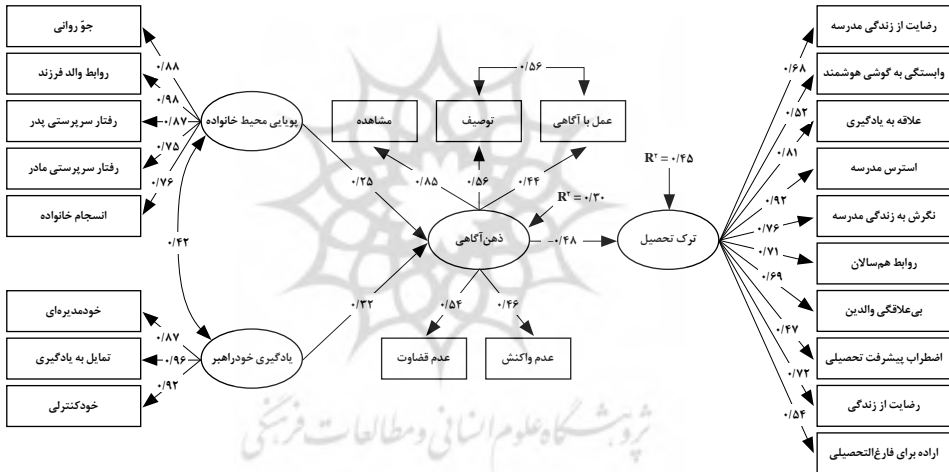 جوّ روانی
روابط والد فرزند
رفتار سرپرستی پدر
رفتار سرپرستی مادر
انسجام خانواده
۰/۸۸
۰/۹۸
۰/۸۷
۰/۷۵
۰/۷۶
پویایی محیط خانواده
۰/۴۲
خودمدیره‌ای
تمایل به یادگیری
خودکنترلی
۰/۸۷
۰/۹۶
۰/۹۲
یادگیری خودراهبر
۰/۲۵
۰/۳۲
مشاهده
توصیف
عمل با آگاهی
۰/۵۶
۰/۸۵
۰/۵۶
۰/۴۴
R² = ۰/۳۰
ذهن‌آگاهی
۰/۵۴
۰/۴۶
عدم قضاوت
عدم واکنش
−۰/۴۸
R² = ۰/۴۵
ترک تحصیل
رضایت از زندگی مدرسه
وابستگی به گوشی هوشمند
علاقه به یادگیری
استرس مدرسه
نگرش به زندگی مدرسه
روابط هم‌سالان
بی‌علاقگی والدین
اضطراب پیشرفت تحصیلی
رضایت از زندگی
اراده برای فارغ‌التحصیلی
۰/۶۸
۰/۵۲
۰/۸۱
۰/۹۲
۰/۷۶
۰/۷۱
۰/۶۹
۰/۴۷
۰/۷۲
۰/۵۴
پژوهشگاه علوم انسانی و مطالعات فرهنگی